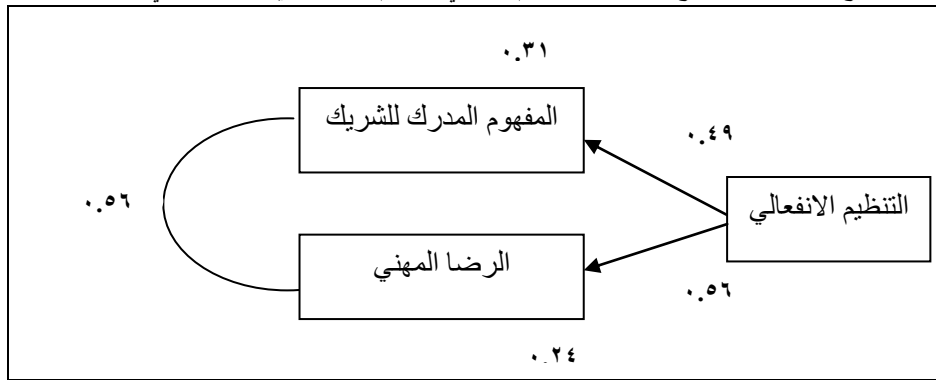 ٠.٣١
المفهوم المدرك للشريك
٠.٤٩
التنظيم الانفعالي
٠.٥٦
الرضا المهني
٠.٥٦
٠.٢٤